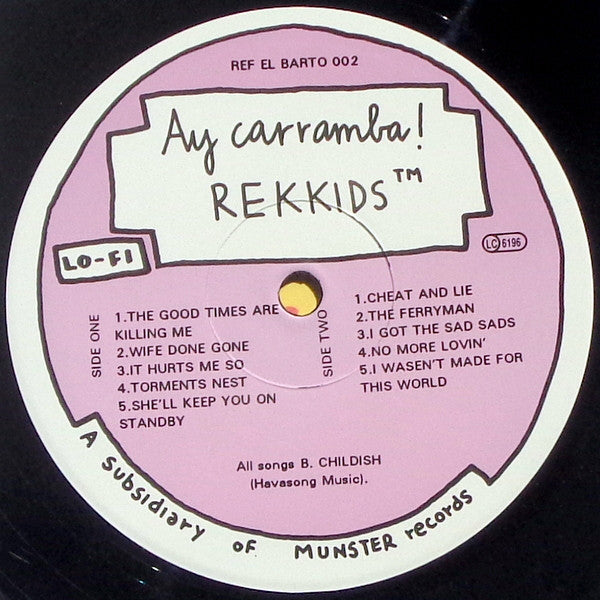 REF EL BARTO 002
Ay carramba!
REKKIDS™
LO-FI
LC 6196
SIDE ONE
1.THE GOOD TIMES ARE
KILLING ME
2.WIFE DONE GONE
3.IT HURTS ME SO
4.TORMENTS NEST
5.SHE'LL KEEP YOU ON
STANDBY
SIDE TWO
1.CHEAT AND LIE
2.THE FERRYMAN
3.I GOT THE SAD SADS
4.NO MORE LOVIN'
5.I WASEN'T MADE FOR
THIS WORLD
All songs B. CHILDISH
(Havasong Music).
A subsidiary of MUNSTER records